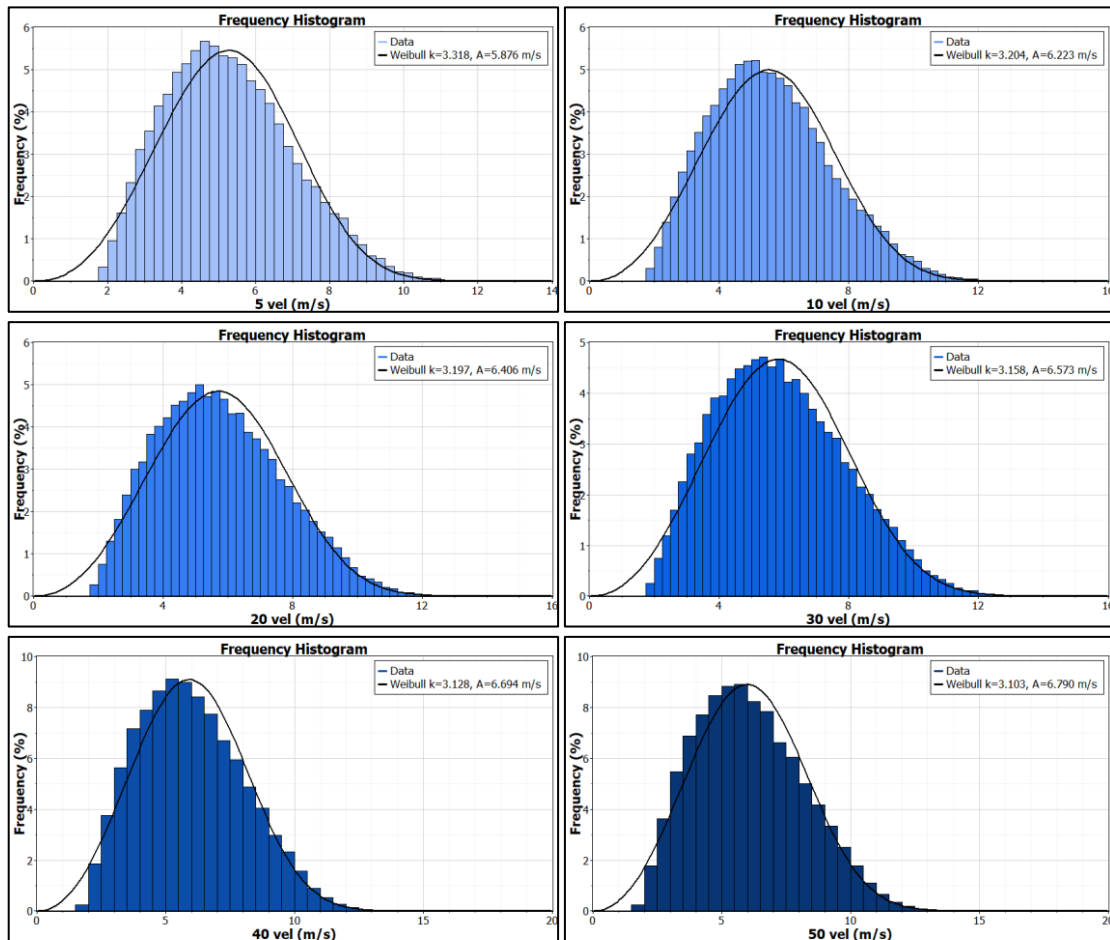 Frequency Histogram
Data
Weibull k=3.318, A=5.876 m/s
Frequency (%)
6
5
4
3
2
1
0
0 2 4 6 8 10 12 14
5 vel (m/s)
Frequency Histogram
Data
Weibull k=3.204, A=6.223 m/s
Frequency (%)
6
5
4
3
2
1
0
0 4 8 12 16
10 vel (m/s)
Frequency Histogram
Data
Weibull k=3.197, A=6.406 m/s
Frequency (%)
6
5
4
3
2
1
0
0 4 8 12 16
20 vel (m/s)
Frequency Histogram
Data
Weibull k=3.158, A=6.573 m/s
Frequency (%)
5
4
3
2
1
0
0 4 8 12 16
30 vel (m/s)
Frequency Histogram
Data
Weibull k=3.128, A=6.694 m/s
Frequency (%)
10
8
6
4
2
0
0 5 10 15 20
40 vel (m/s)
Frequency Histogram
Data
Weibull k=3.103, A=6.790 m/s
Frequency (%)
10
8
6
4
2
0
0 5 10 15 20
50 vel (m/s)